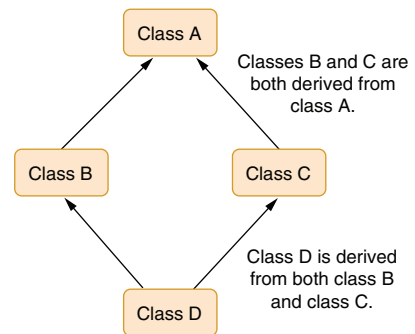 Class A
Classes B and C are
both derived from
class A.
Class B
Class C
Class D is derived
from both class B
and class C.
Class D